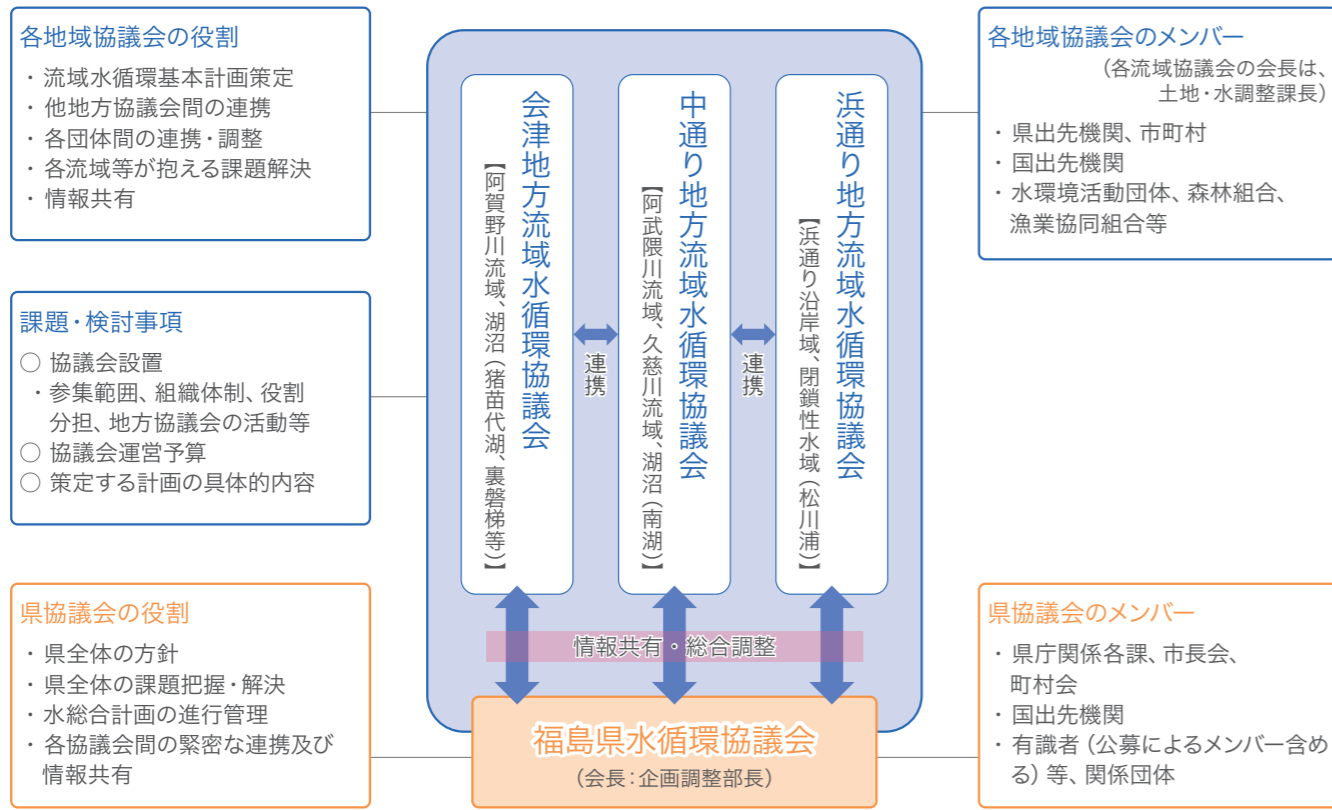 各地域協議会の役割
・ 流域水循環基本計画策定
・ 他地方協議会間の連携
・ 各団体間の連携・調整
・ 各流域等が抱える課題解決
・ 情報共有
課題・検討事項
○ 協議会設置
・参集範囲、組織体制、役割
分担、地方協議会の活動等
○ 協議会運営予算
○ 策定する計画の具体的内容
県協議会の役割
・ 県全体の方針
・ 県全体の課題把握・解決
・ 水総合計画の進行管理
・ 各協議会間の緊密な連携及び
情報共有
会津地方流域水循環協議会
【阿賀野川流域、湖沼（猪苗代湖、裏磐梯等）】
連携
中通り地方流域水循環協議会
【阿武隈川流域、久慈川流域、湖沼（南湖）】
連携
浜通り地方流域水循環協議会
【浜通り沿岸域、閉鎖性水域（松川浦）】
情報共有・総合調整
福島県水循環協議会
（会長：企画調整部長）
各地域協議会のメンバー
（各流域協議会の会長は、
土地・水調整課長）
・ 県出先機関、市町村
・ 国出先機関
・ 水環境活動団体、森林組合、
漁業協同組合等
県協議会のメンバー
・ 県庁関係各課、市長会、
町村会
・ 国出先機関
・ 有識者（公募によるメンバー含め
る）等、関係団体